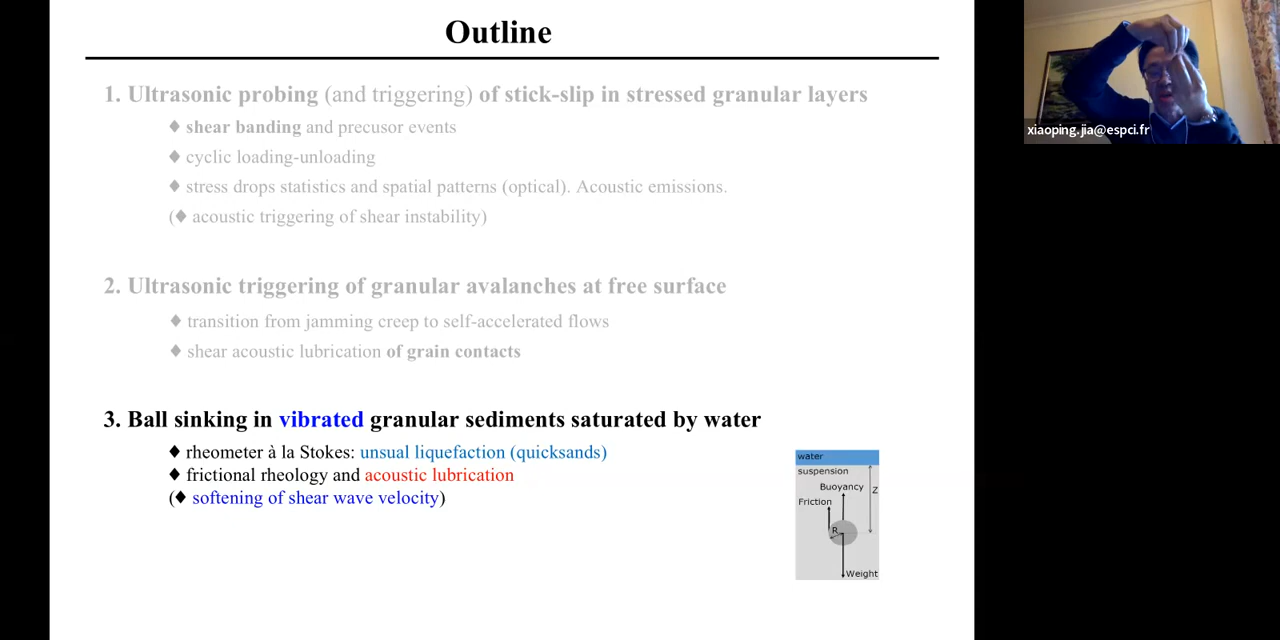 Outline
1. Ultrasonic probing (and triggering) of stick-slip in stressed granular layers
♦ shear banding and precusor events
♦ cyclic loading-unloading
♦ stress drops statistics and spatial patterns (optical). Acoustic emissions.
(♦ acoustic triggering of shear instability)
2. Ultrasonic triggering of granular avalanches at free surface
♦ transition from jamming creep to self-accelerated flows
♦ shear acoustic lubrication of grain contacts
3. Ball sinking in vibrated granular sediments saturated by water
♦ rheometer à la Stokes: unsual liquefaction (quicksands)
♦ frictional rheology and acoustic lubrication
(♦ softening of shear wave velocity)
water
suspension
Buoyancy
Z
Friction
R
Weight
xiaoping.jia@espci.fr